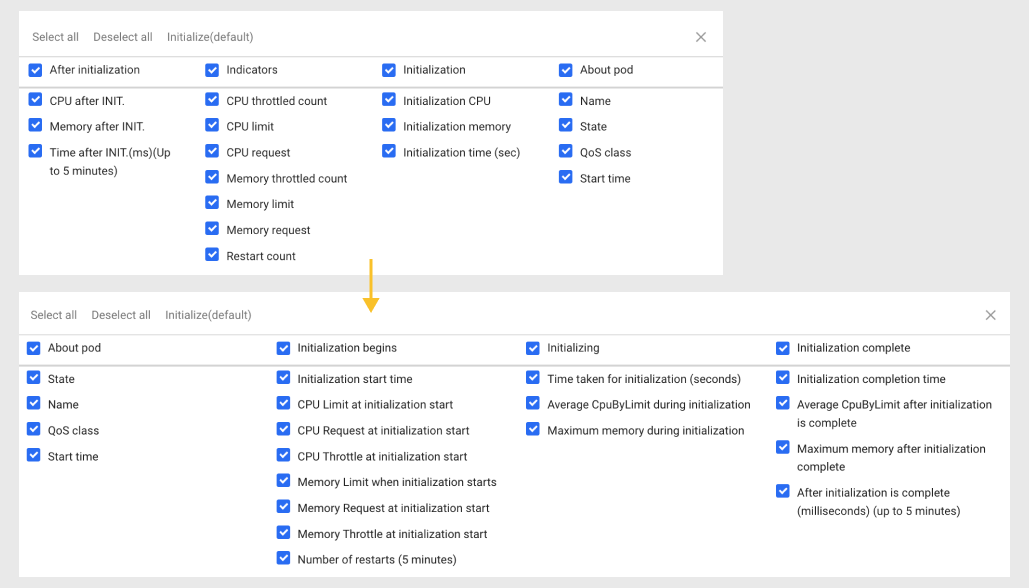 Select all Deselect all Initialize(default)
After initialization
CPU after INIT.
Memory after INIT.
Time after INIT.(ms)(Up
to 5 minutes)
Indicators
CPU throttled count
CPU limit
CPU request
Memory throttled count
Memory limit
Memory request
Restart count
Initialization
Initialization CPU
Initialization memory
Initialization time (sec)
About pod
Name
State
QoS class
Start time
Select all Deselect all Initialize(default)
About pod
State
Name
QoS class
Start time
Initialization begins
Initialization start time
CPU Limit at initialization start
CPU Request at initialization start
CPU Throttle at initialization start
Memory Limit when initialization starts
Memory Request at initialization start
Memory Throttle at initialization start
Number of restarts (5 minutes)
Initializing
Time taken for initialization (seconds)
Average CpuByLimit during initialization
Maximum memory during initialization
Initialization complete
Initialization completion time
Average CpuByLimit after initialization
is complete
Maximum memory after initialization
complete
After initialization is complete
(milliseconds) (up to 5 minutes)